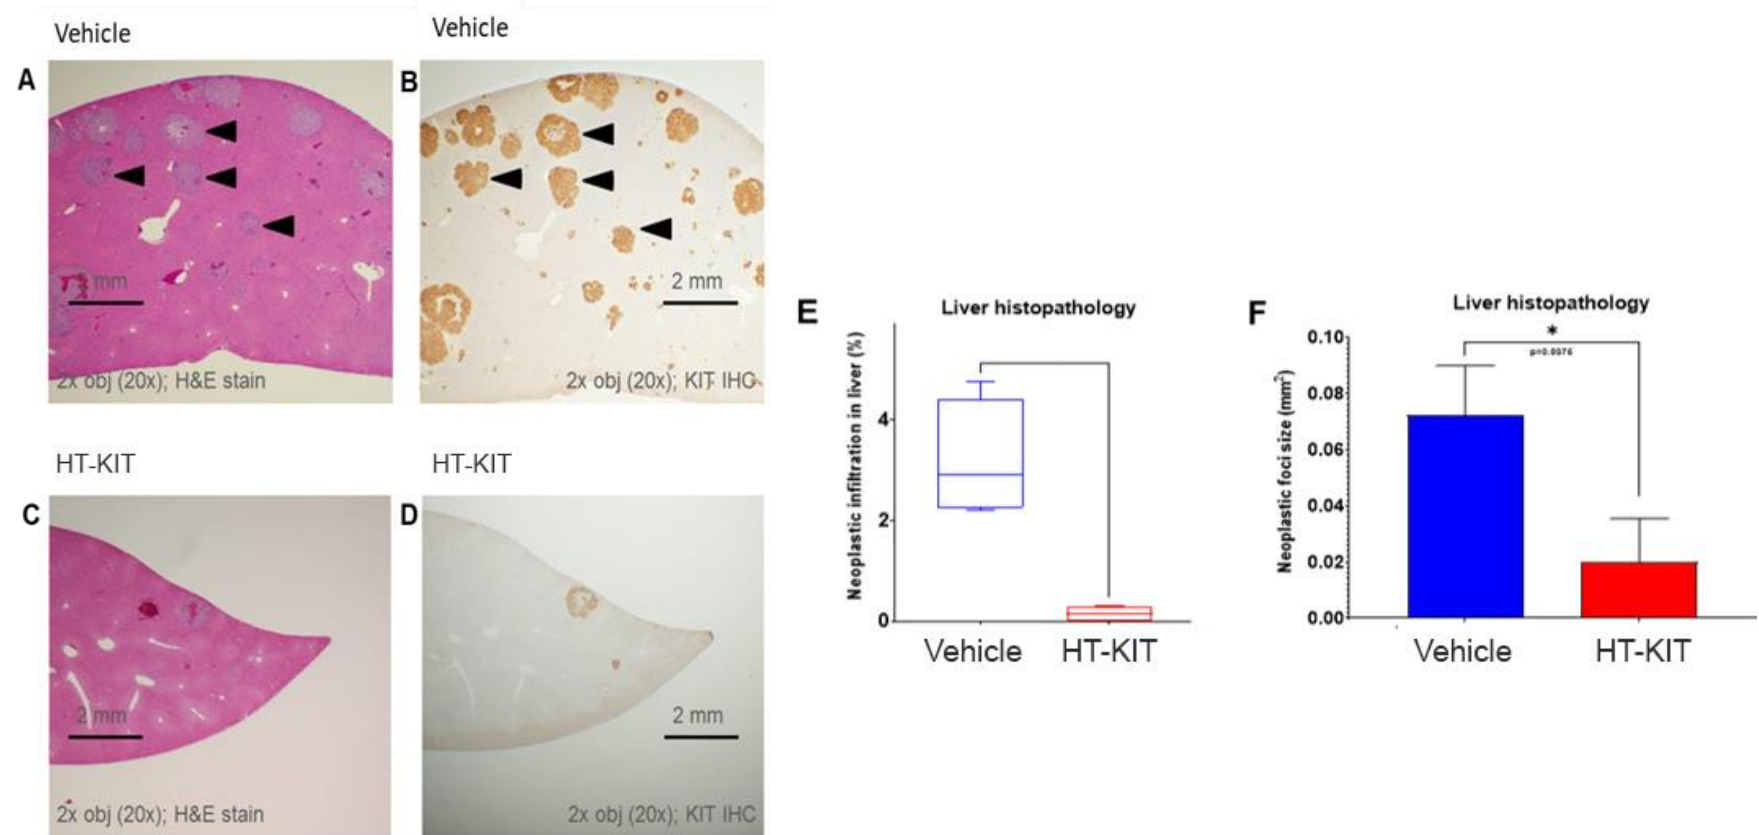 Vehicle
Vehicle
A
B
mm
2 mm
2x obj (20x); H&E stain
2x obj (20x); KIT IHC
HT-KIT
HT-KIT
C
D
2 mm
2 mm
2x obj (20x); H&E stain
2x obj (20x); KIT IHC
E
Liver histopathology
Neoplastic infiltration in liver (%)
4
2
0
Vehicle
HT-KIT
F
Liver histopathology
*
Neoplastic foci size (mm²)
0.10
0.08
0.06
0.04
0.02
0.00
Vehicle
HT-KIT